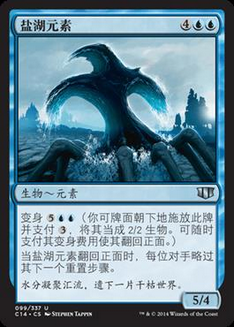 盐湖元素 4
生物～元素
变身5（你可牌面朝下地施放此牌
并支付3，将其当成 2/2 生物。可随时
支付其变身费用使其翻回正面。）
当盐湖元素翻回正面时，每位对手略过其
下一个重置步骤。
水分凝聚汇流，遗下一片干枯世界。
5/4
099/337 U
C14 • CS STEPHEN TAPPIN
™ & © 2014 Wizards of the Coast